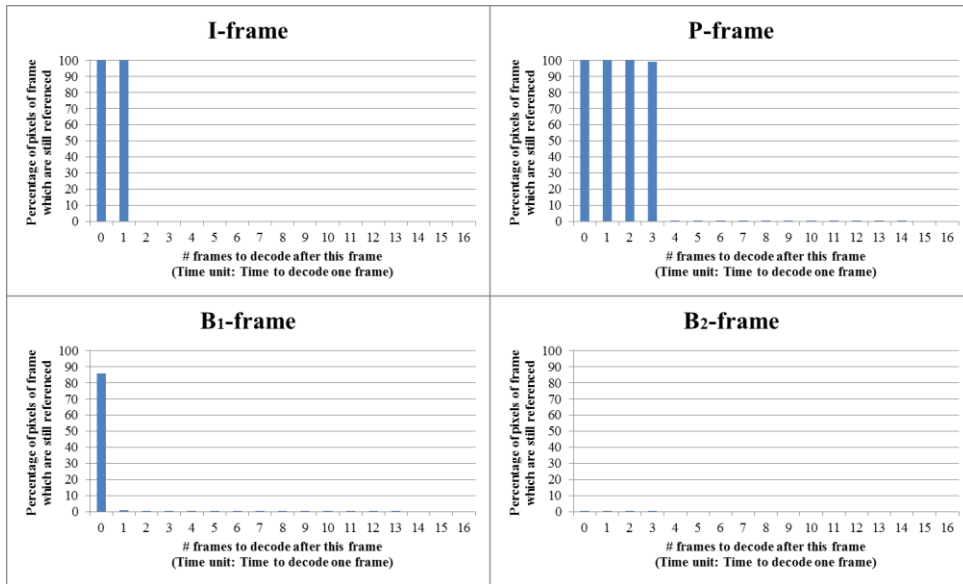 I-frame
Percentage of pixels of frame
which are still referenced
100
90
80
70
60
50
40
30
20
10
0
0 1 2 3 4 5 6 7 8 9 10 11 12 13 14 15 16
# frames to decode after this frame
(Time unit: Time to decode one frame)
P-frame
Percentage of pixels of frame
which are still referenced
100
90
80
70
60
50
40
30
20
10
0
0 1 2 3 4 5 6 7 8 9 10 11 12 13 14 15 16
# frames to decode after this frame
(Time unit: Time to decode one frame)
B1-frame
Percentage of pixels of frame
which are still referenced
100
90
80
70
60
50
40
30
20
10
0
0 1 2 3 4 5 6 7 8 9 10 11 12 13 14 15 16
# frames to decode after this frame
(Time unit: Time to decode one frame)
B2-frame
Percentage of pixels of frame
which are still referenced
100
90
80
70
60
50
40
30
20
10
0
0 1 2 3 4 5 6 7 8 9 10 11 12 13 14 15 16
# frames to decode after this frame
(Time unit: Time to decode one frame)